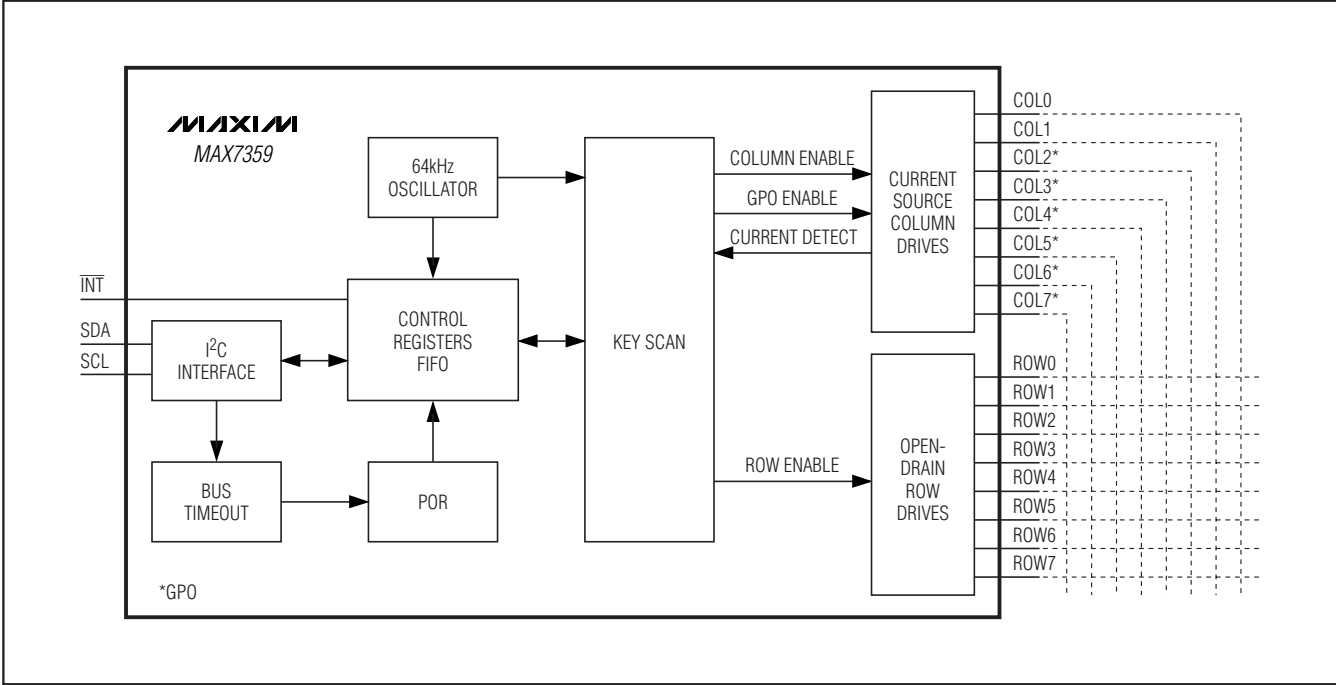 MAXIM
MAX7359
64kHz
OSCILLATOR
INT
SDA
SCL
I2C
INTERFACE
CONTROL
REGISTERS
FIFO
BUS
TIMEOUT
POR
KEY SCAN
COLUMN ENABLE
GPO ENABLE
CURRENT DETECT
ROW ENABLE
CURRENT
SOURCE
COLUMN
DRIVES
OPEN-
DRAIN
ROW
DRIVES
COL0
COL1
COL2*
COL3*
COL4*
COL5*
COL6*
COL7*
ROW0
ROW1
ROW2
ROW3
ROW4
ROW5
ROW6
ROW7
*GPO